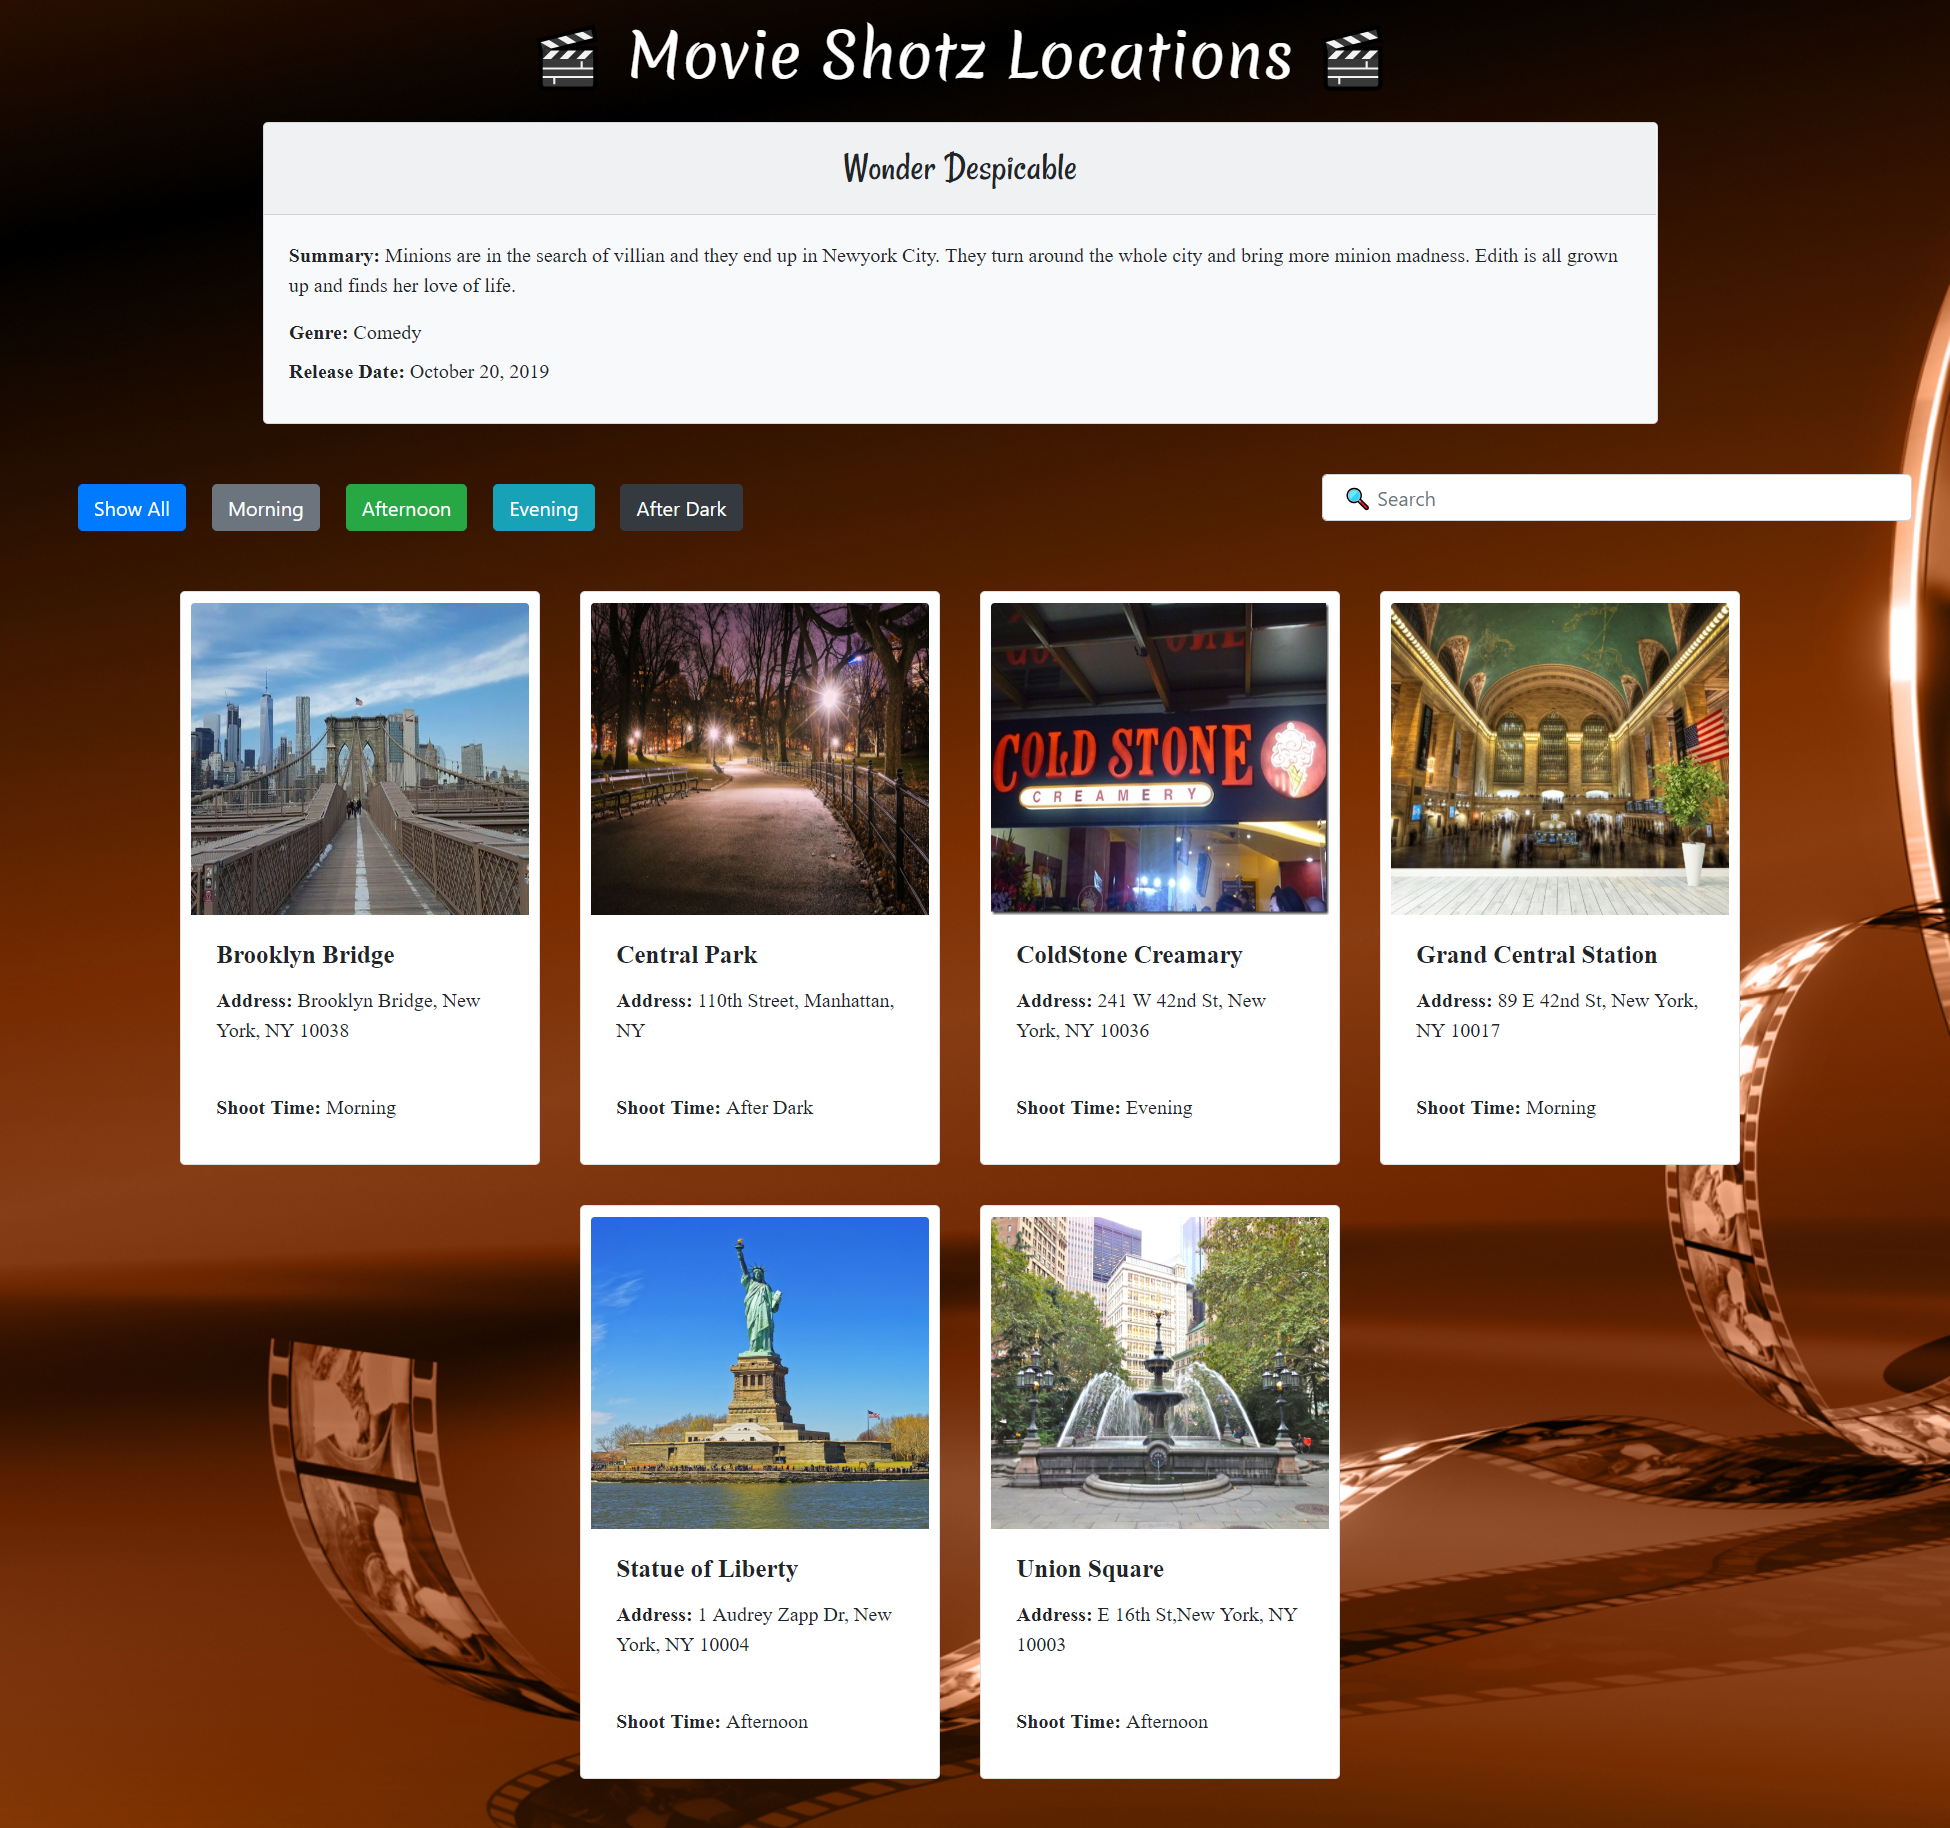 Movie Shotz Locations
Wonder Despicable
Summary: Minions are in the search of villian and they end up in Newyork City. They turn around the whole city and bring more minion madness. Edith is all grown
up and finds her love of life.
Genre: Comedy
Release Date: October 20, 2019
Show All
Morning
Afternoon
Evening
After Dark
Search
COLD STONE
CREAMERY
Brooklyn Bridge
Address: Brooklyn Bridge, New
York, NY 10038
Shoot Time: Morning
Central Park
Address: 110th Street, Manhattan,
NY
Shoot Time: After Dark
ColdStone Creamary
Address: 241 W 42nd St, New
York, NY 10036
Shoot Time: Evening
Grand Central Station
Address: 89 E 42nd St, New York,
NY 10017
Shoot Time: Morning
Statue of Liberty
Address: 1 Audrey Zapp Dr, New
York, NY 10004
Shoot Time: Afternoon
Union Square
Address: E 16th St,New York, NY
10003
Shoot Time: Afternoon